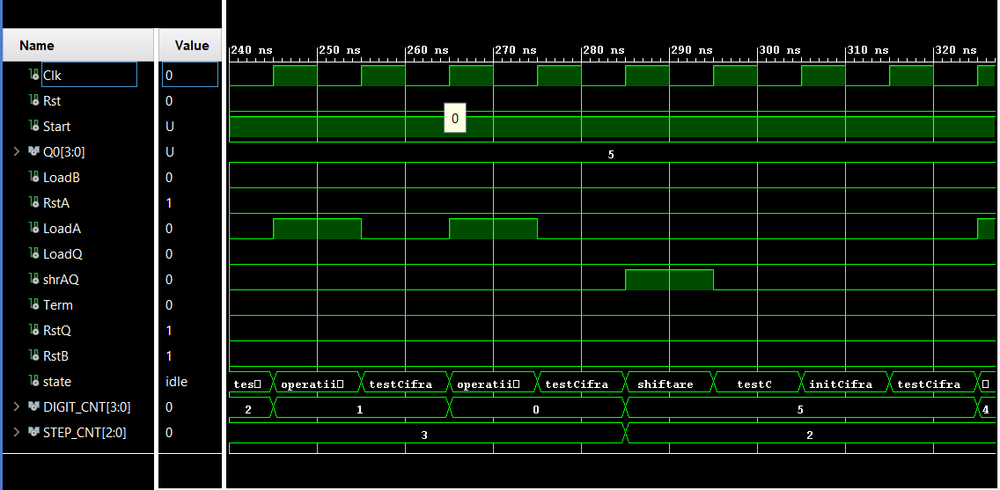 Name Value 240 ns 250 ns 260 ns 270 ns 280 ns 290 ns 300 ns 310 ns 320 ns
Clk 0
Rst 0
0
Start U
Q0[3:0] U 5
LoadB 0
RstA 1
LoadA 0
LoadQ 0
shrAQ 0
Term 0
RstQ 1
RstB 1
state idle tes□ operatii□ testCifra operatii□ testCifra shiftare testC initCifra testCifra □
DIGIT_CNT[3:0] 0 2 1 0 5 4
STEP_CNT[2:0] 0 3 2